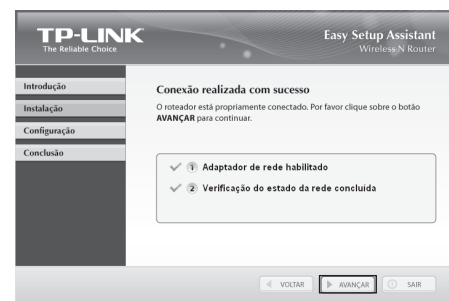 TP-LINK
The Reliable Choice
Easy Setup Assistant
Wireless N Router
Introdução
Instalação
Configuração
Conclusão
Conexão realizada com sucesso
O roteador está propriamente conectado. Por favor clique sobre o botão
AVANÇAR para continuar.
1 Adaptador de rede habilitado
2 Verificação do estado da rede concluída
VOLTAR
AVANÇAR
SAIR